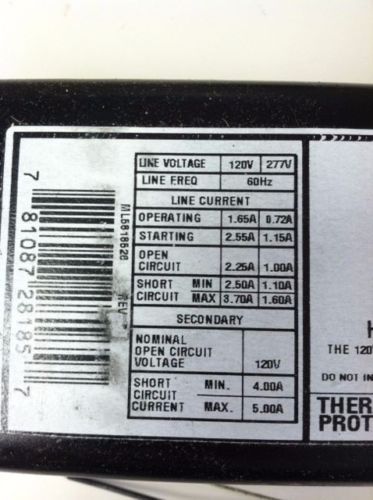 LINE VOLTAGE 120V 277V
LINE FREQ 60Hz
LINE CURRENT
OPERATING 1.65A 0.72A
STARTING 2.55A 1.15A
OPEN
CIRCUIT 2.25A 1.00A
SHORT MIN 2.50A 1.10A
CIRCUIT MAX 3.70A 1.60A
SECONDARY
NOMINAL
OPEN CIRCUIT
VOLTAGE 120V
SHORT MIN. 4.00A
CIRCUIT
CURRENT MAX. 5.00A
7 81087 28185 7
REV
H
THE 120
DO NOT IN
THER
PROT